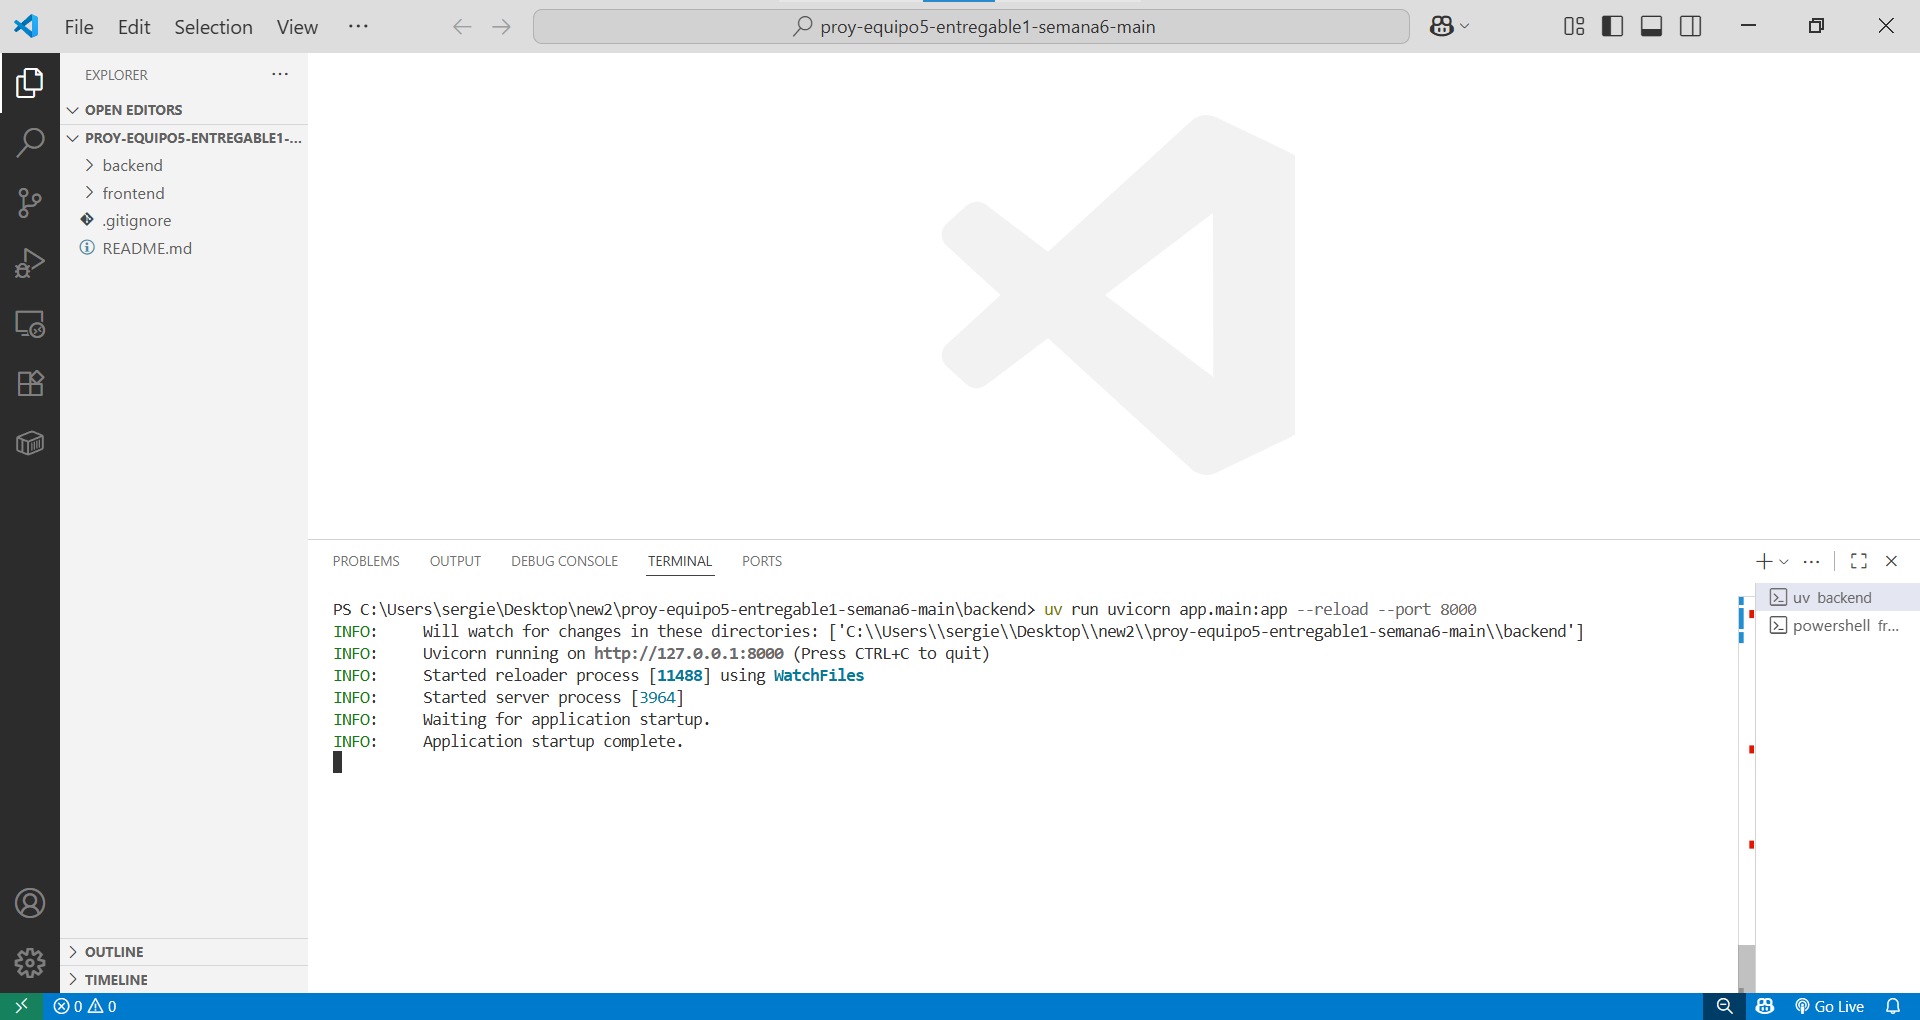 File Edit Selection View ···
proy-equipo5-entregable1-semana6-main
EXPLORER
OPEN EDITORS
PROY-EQUIPO5-ENTREGABLE1-...
backend
frontend
.gitignore
README.md
OUTLINE
TIMELINE
PROBLEMS OUTPUT DEBUG CONSOLE TERMINAL PORTS
PS C:\Users\sergie\Desktop\new2\proy-equipo5-entregable1-semana6-main\backend> uv run uvicorn app.main:app --reload --port 8000
INFO: Will watch for changes in these directories: ['C:\\Users\\sergie\\Desktop\\new2\\proy-equipo5-entregable1-semana6-main\\backend']
INFO: Uvicorn running on http://127.0.0.1:8000 (Press CTRL+C to quit)
INFO: Started reloader process [11488] using WatchFiles
INFO: Started server process [3964]
INFO: Waiting for application startup.
INFO: Application startup complete.
uv backend
powershell fr...
0 0
Go Live